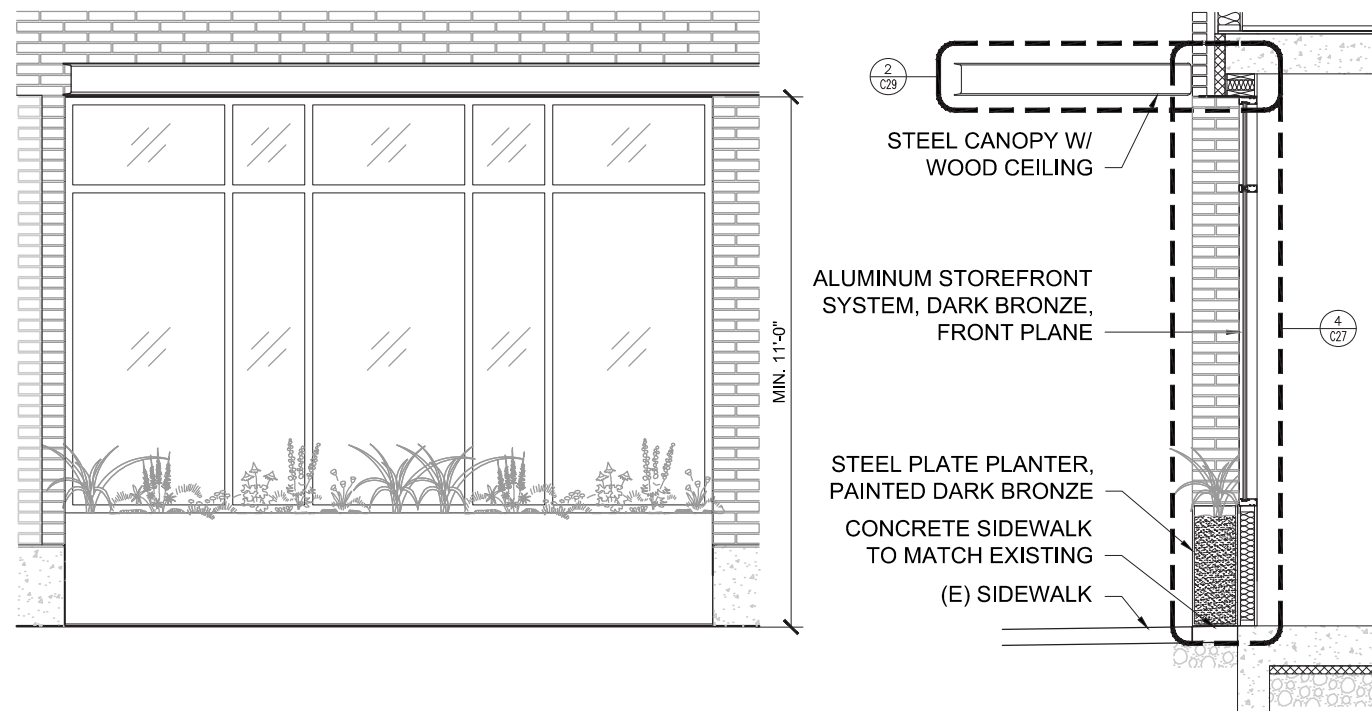 2
C29
STEEL CANOPY W/
WOOD CEILING
ALUMINUM STOREFRONT
SYSTEM, DARK BRONZE,
FRONT PLANE
4
C27
MIN. 11'-0"
STEEL PLATE PLANTER,
PAINTED DARK BRONZE
CONCRETE SIDEWALK
TO MATCH EXISTING
(E) SIDEWALK